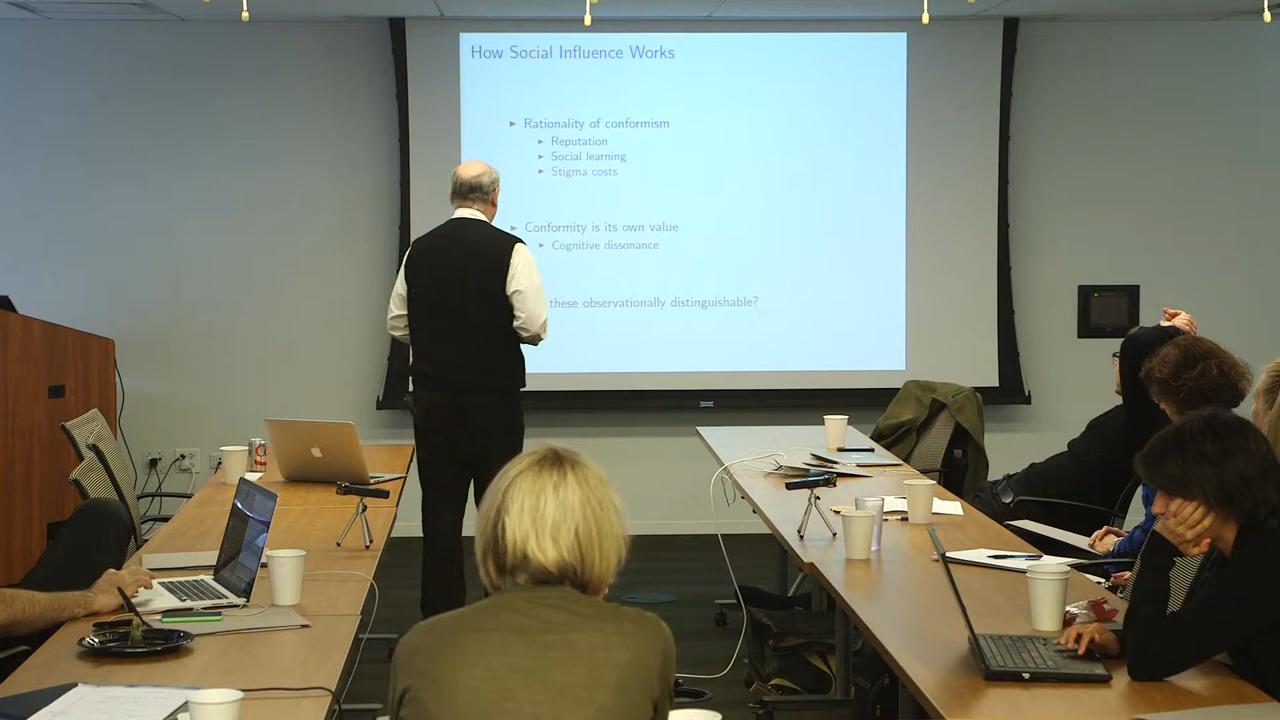 How Social Influence Works
▶ Rationality of conformism
▶ Reputation
▶ Social learning
▶ Stigma costs
▶ Conformity is its own value
▶ Cognitive dissonance
these observationally distinguishable?